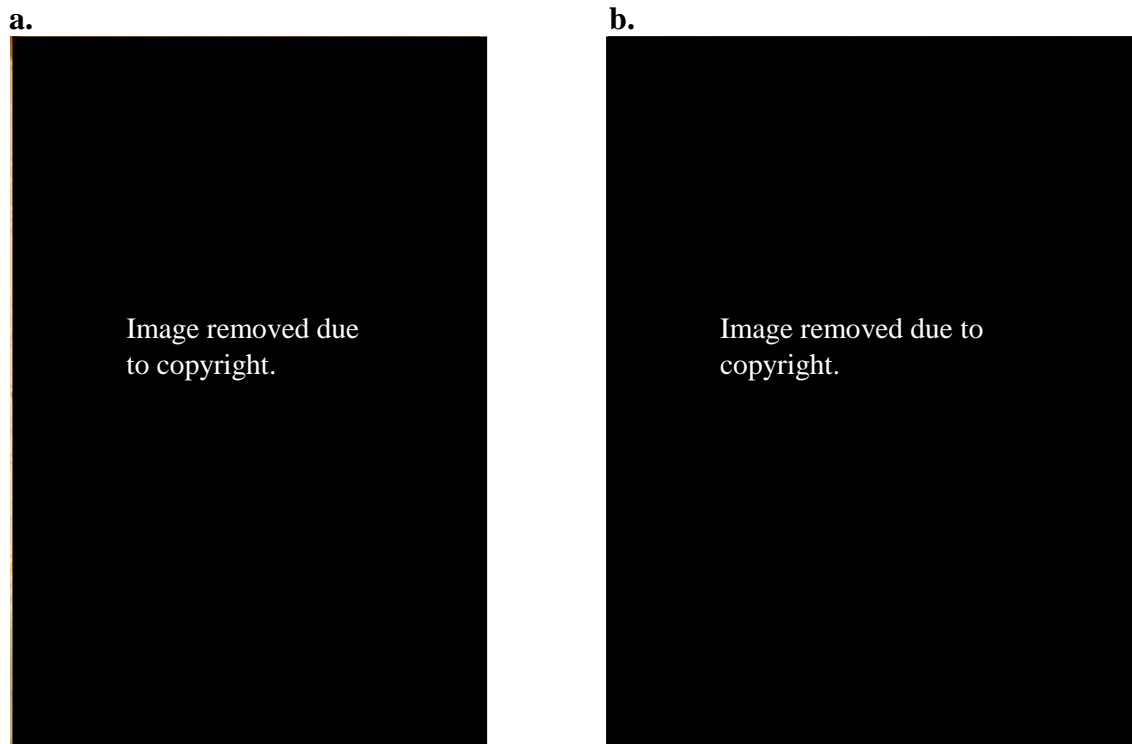 a.
b.
Image removed due
to copyright.
Image removed due to
copyright.